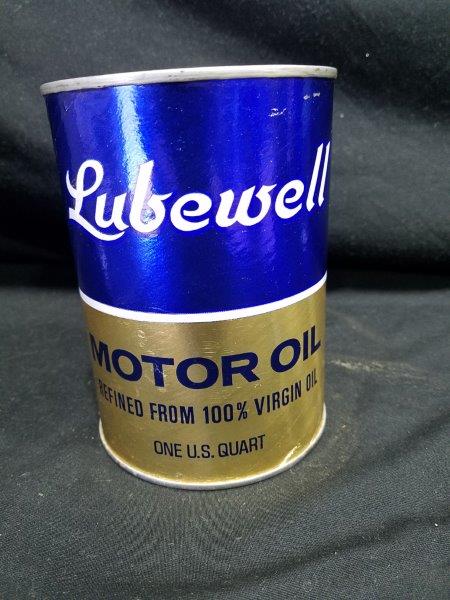 Lubewell
MOTOR OIL
REFINED FROM 100% VIRGIN OIL
ONE U.S. QUART